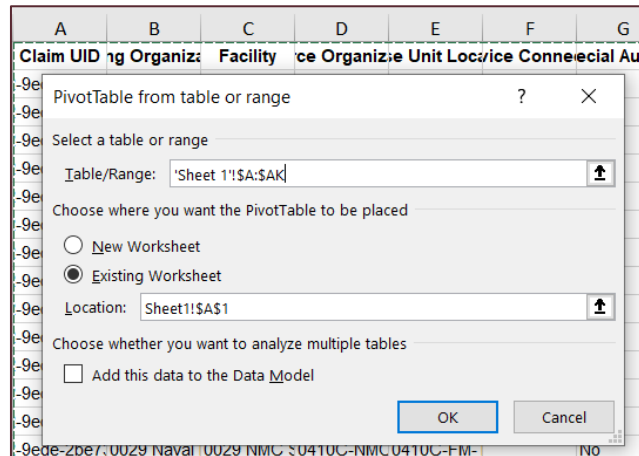 A B C D E F G
Claim UID ng Organiza Facility rce Organiz e Unit Loca vice Conne ecial Au
PivotTable from table or range ? ×
Select a table or range
Table/Range: 'Sheet 1'!$A:$AK
Choose where you want the PivotTable to be placed
New Worksheet
Existing Worksheet
Location: Sheet1!$A$1
Choose whether you want to analyze multiple tables
Add this data to the Data Model
OK Cancel
-9ede-2be7 0029 Naval 0029 NMC S 0410C-NMC 0410C-FM- No